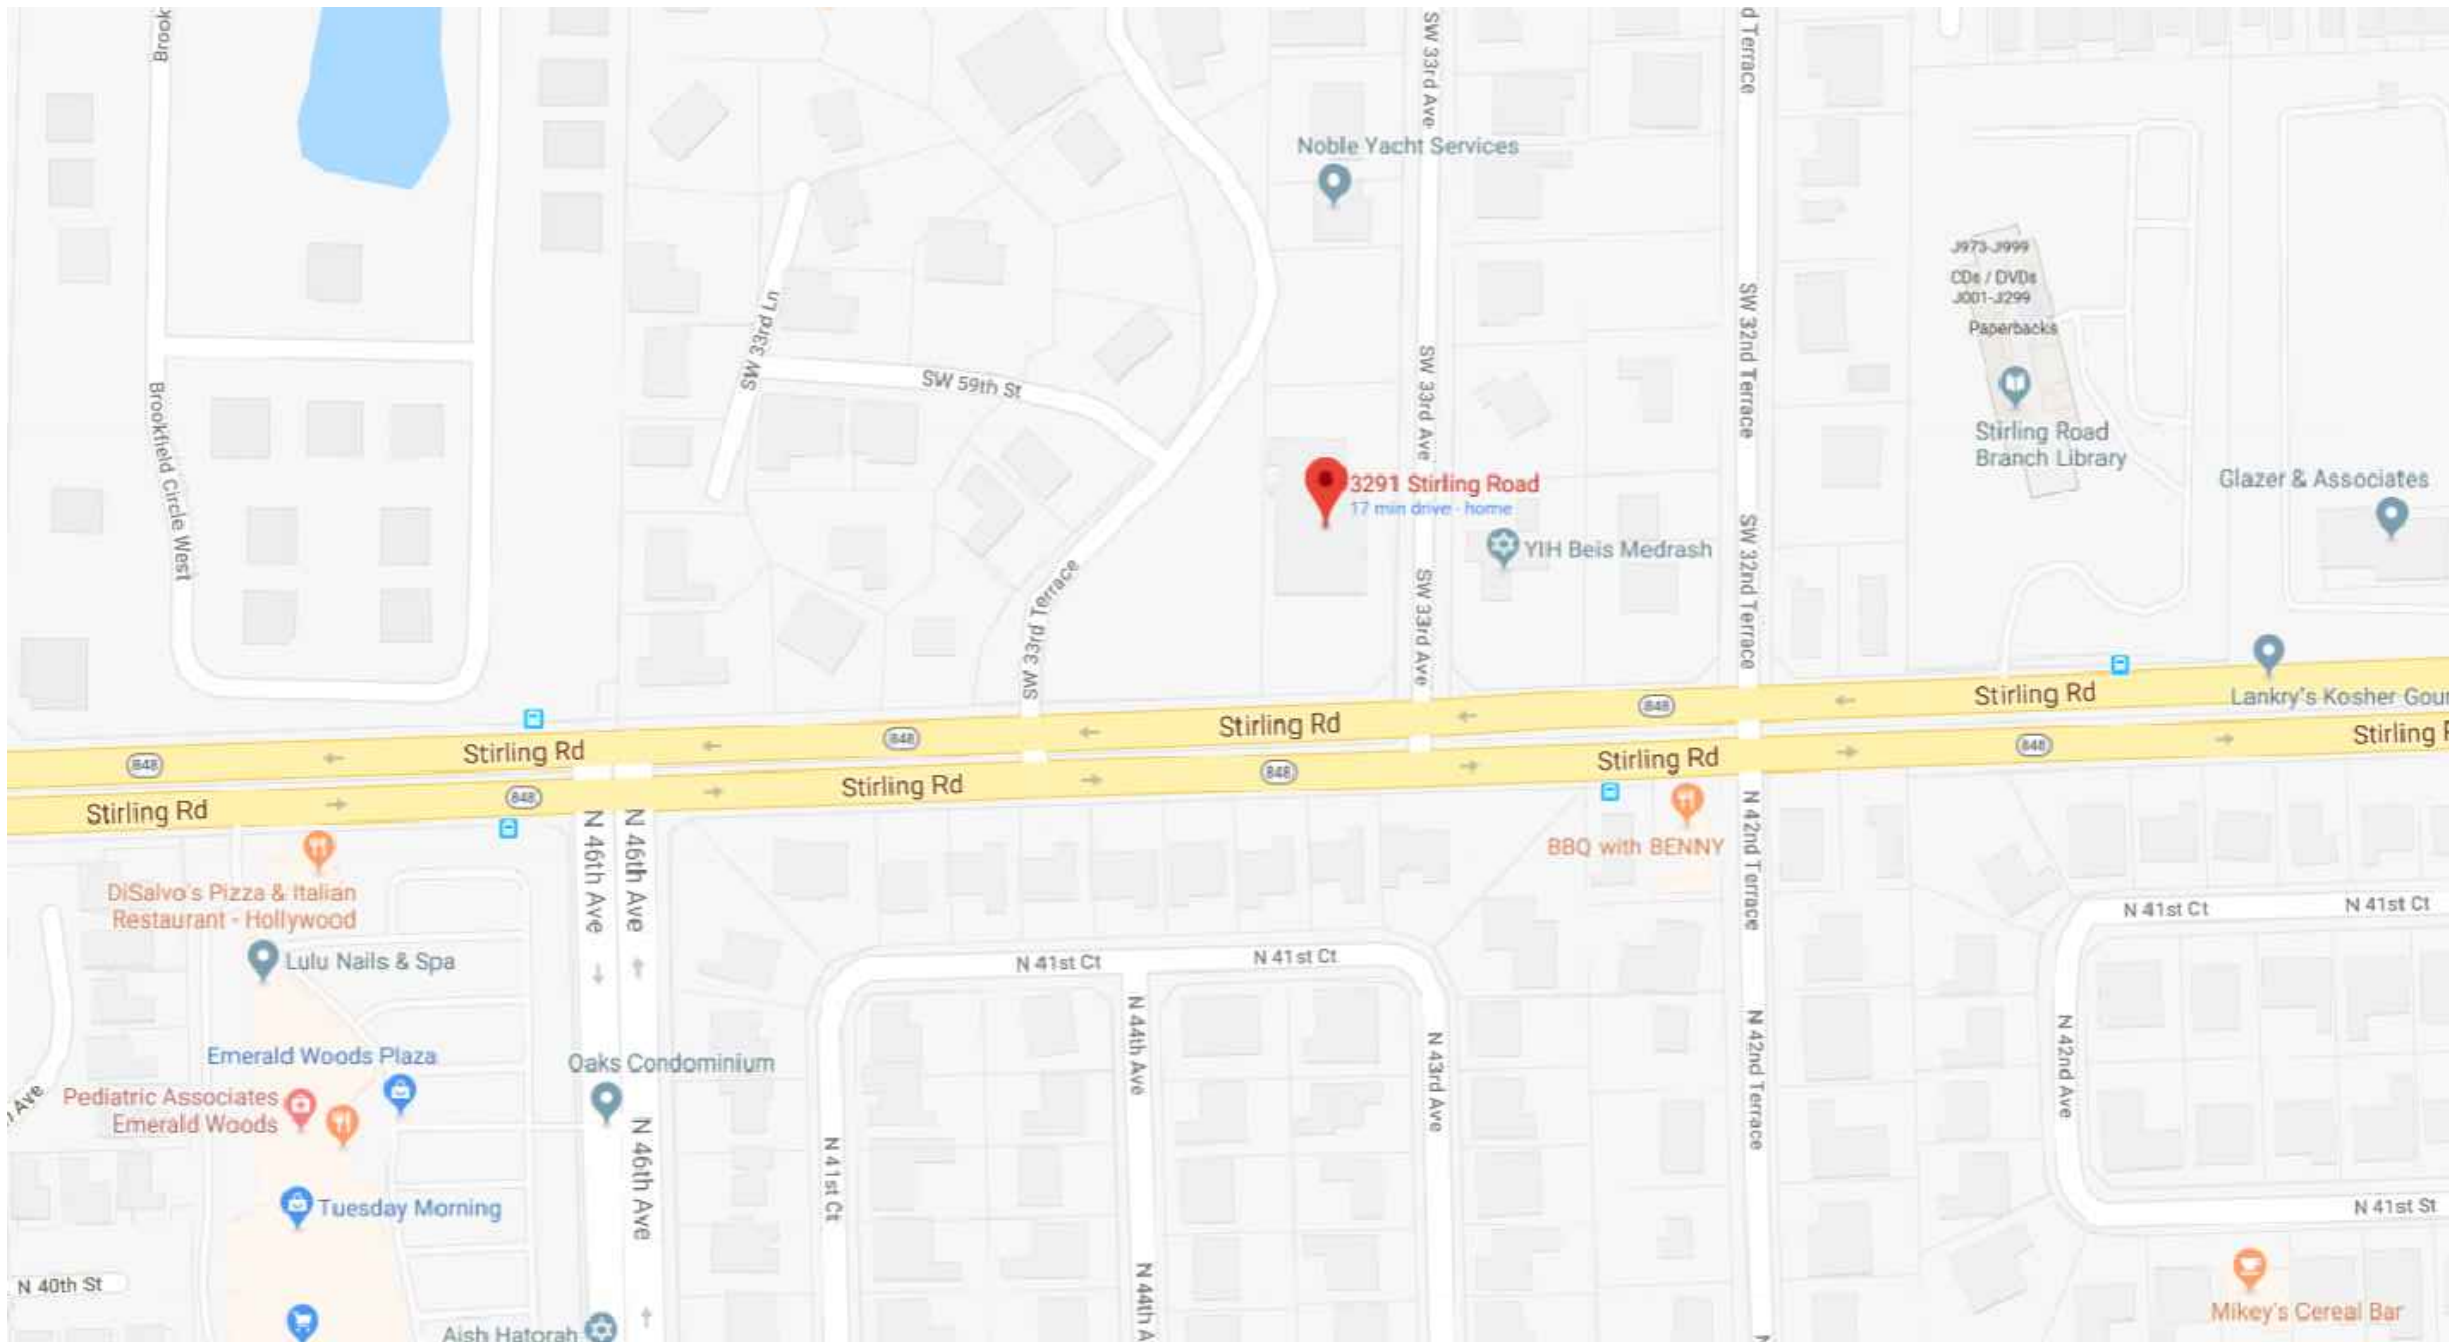 SW 33rd Ave
d Terrace
Noble Yacht Services
J973-J999
CDs / DVDs
J001-J299
Paperbacks
SW 33rd Ln
SW 59th St
SW 33rd Ave
SW 32nd Terrace
Brookfield Circle West
Stirling Road
Branch Library
Glazer & Associates
3291 Stirling Road
17 min drive - home
YIH Beis Medrash
SW 32nd Terrace
SW 33rd Terrace
SW 33rd Ave
Lankry's Kosher Gour
Stirling Rd
848
Stirling Rd
848
Stirling Rd
848
Stirling Rd
848
Stirling Rd
848
Stirling Rd
848
Stirling Rd
848
Stirling R
N 46th Ave
N 46th Ave
BBQ with BENNY
N 42nd Terrace
DiSalvo's Pizza & Italian
Restaurant - Hollywood
Lulu Nails & Spa
N 41st Ct
N 41st Ct
N 41st Ct
N 41st Ct
Emerald Woods Plaza
Oaks Condominium
N 44th Ave
N 43rd Ave
N 42nd Terrace
N 42nd Ave
Ave
Pediatric Associates
Emerald Woods
N 46th Ave
N 41st Ct
Tuesday Morning
N 41st St
N 40th St
N 44th A
Aish Hatorah
Mikey's Cereal Bar